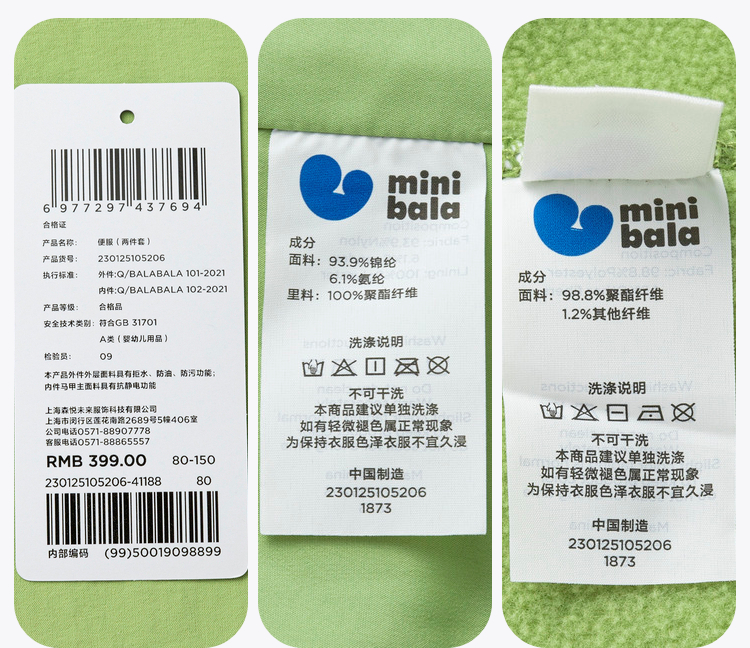 6 977297 437694
合格证
产品名称: 便服（两件套）
产品货号: 230125105206
执行标准: 外件:Q/BALABALA 101-2021
内件:Q/BALABALA 102-2021
产品等级: 合格品
安全技术类别: 符合GB 31701
A类（婴幼儿用品）
检验员: 09
本产品外件外层面料具有拒水、防油、防污功能;
内件马甲主面料具有抗静电功能
上海森悦未来服饰科技有限公司
上海市闵行区莲花南路2689号5幢406室
公司电话0571-88907778
客服电话0571-88865557
RMB 399.00 80-150
230125105206-41188 80
内部编码 (99)50019098899
mini
bala
成分
面料: 93.9%锦纶
6.1%氨纶
里料: 100%聚酯纤维
洗涤说明
不可干洗
本商品建议单独洗涤
如有轻微褪色属正常现象
为保持衣服色泽衣服不宜久浸
中国制造
230125105206
1873
mini
bala
成分
面料: 98.8%聚酯纤维
1.2%其他纤维
洗涤说明
不可干洗
本商品建议单独洗涤
如有轻微褪色属正常现象
为保持衣服色泽衣服不宜久浸
中国制造
230125105206
1873